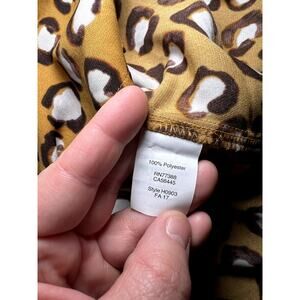 100% Polyester
RN77388
CA56445
Style H0903
FA 17